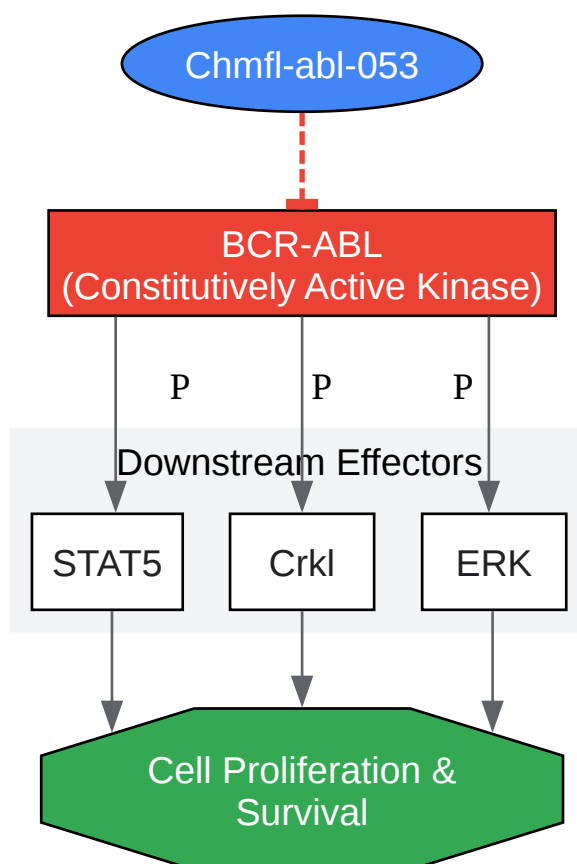 Chmfl-abl-053
BCR-ABL
(Constitutively Active Kinase)
P P P
Downstream Effectors
STAT5 Crkl ERK
Cell Proliferation &
Survival